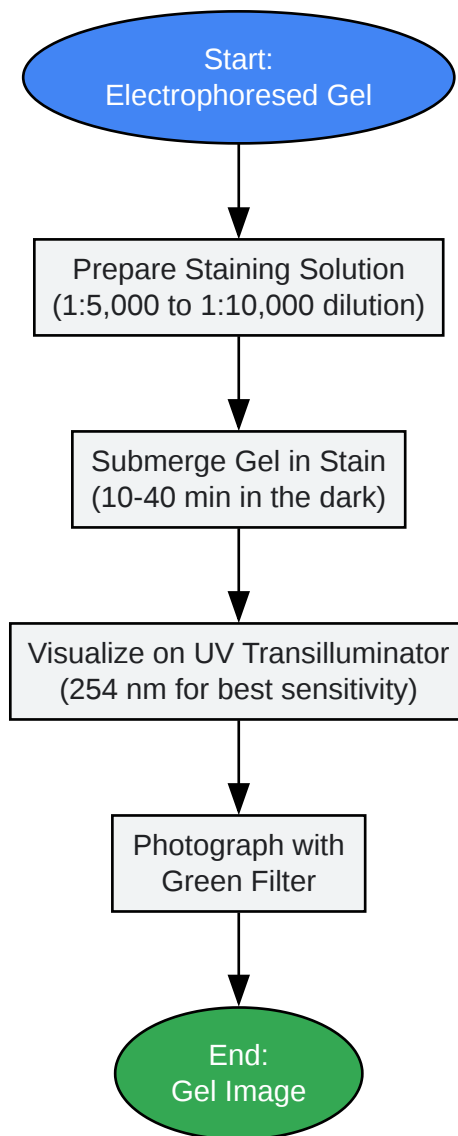 Start:
Electrophoresed Gel
Prepare Staining Solution
(1:5,000 to 1:10,000 dilution)
Submerge Gel in Stain
(10-40 min in the dark)
Visualize on UV Transilluminator
(254 nm for best sensitivity)
Photograph with
Green Filter
End:
Gel Image